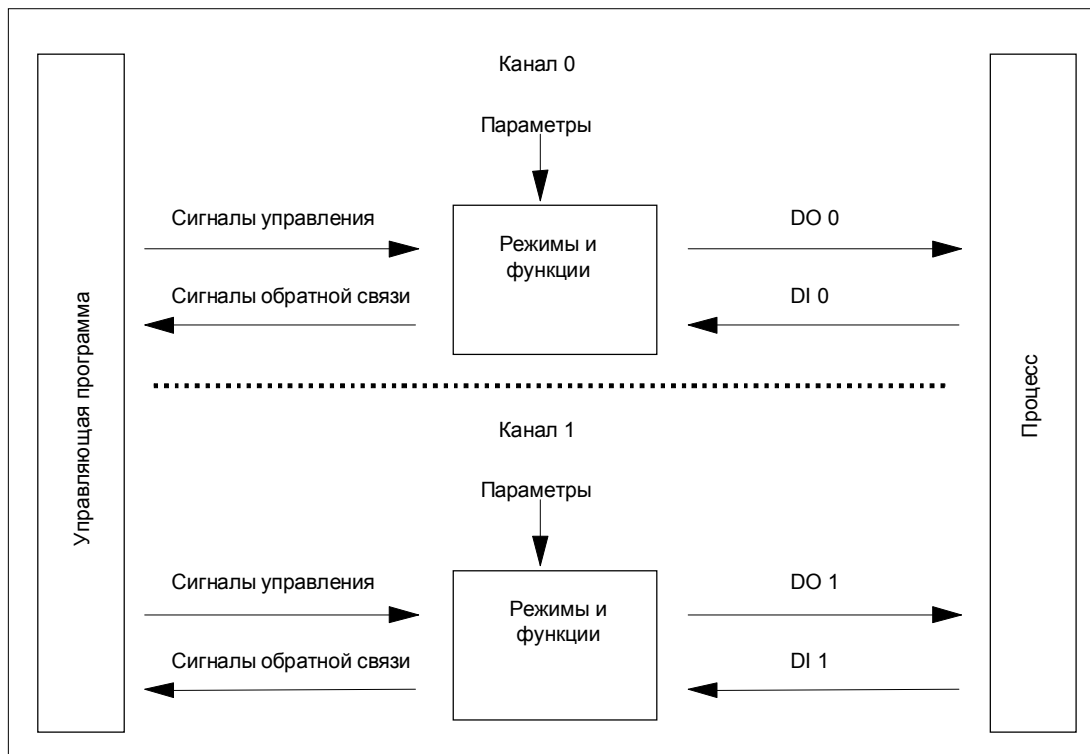 Управляющая программа
Канал 0
Параметры
Сигналы управления
Режимы и
функции
DO 0
Сигналы обратной связи
DI 0
Процесс
Канал 1
Параметры
Сигналы управления
Режимы и
функции
DO 1
Сигналы обратной связи
DI 1